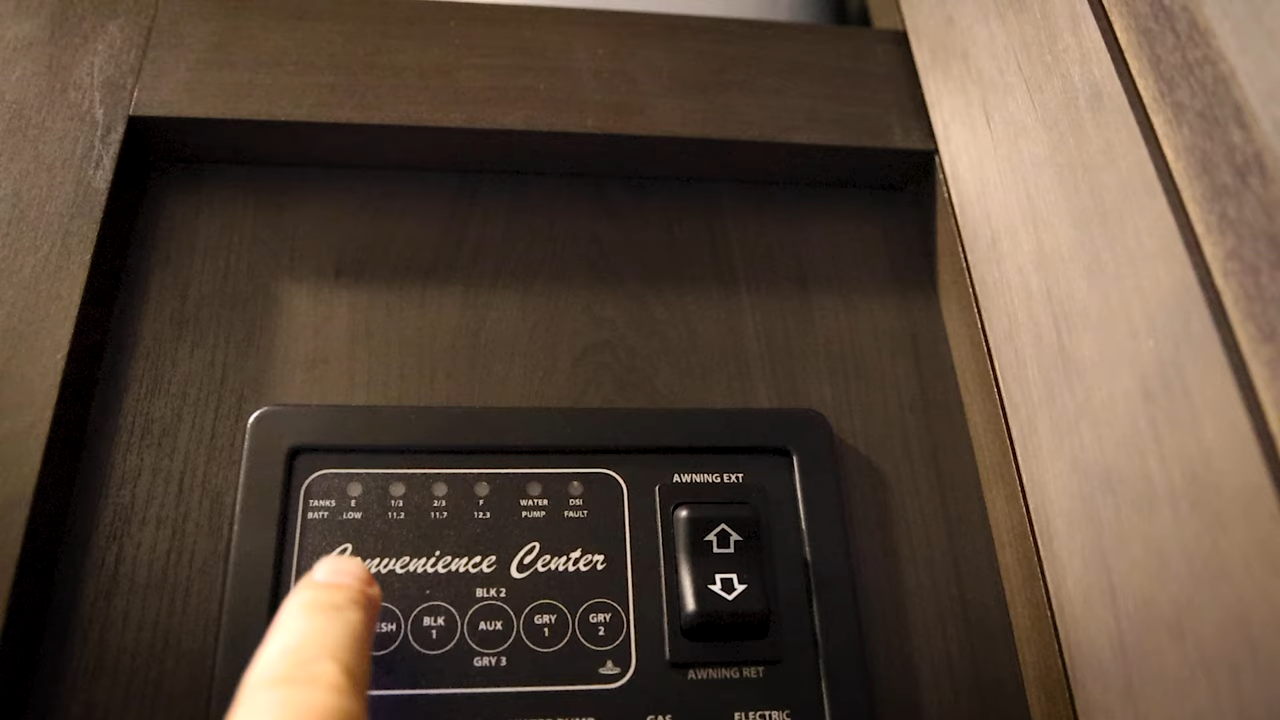 AWNING EXT
TANKS E 1/3 2/3 F WATER DSI
BATT LOW 11.2 11.7 12.3 PUMP FAULT
Convenience Center
BLK 2
BLK 1
AUX
GRY 1
GRY 2
GRY 3
AWNING RET
GAS
ELECTRIC